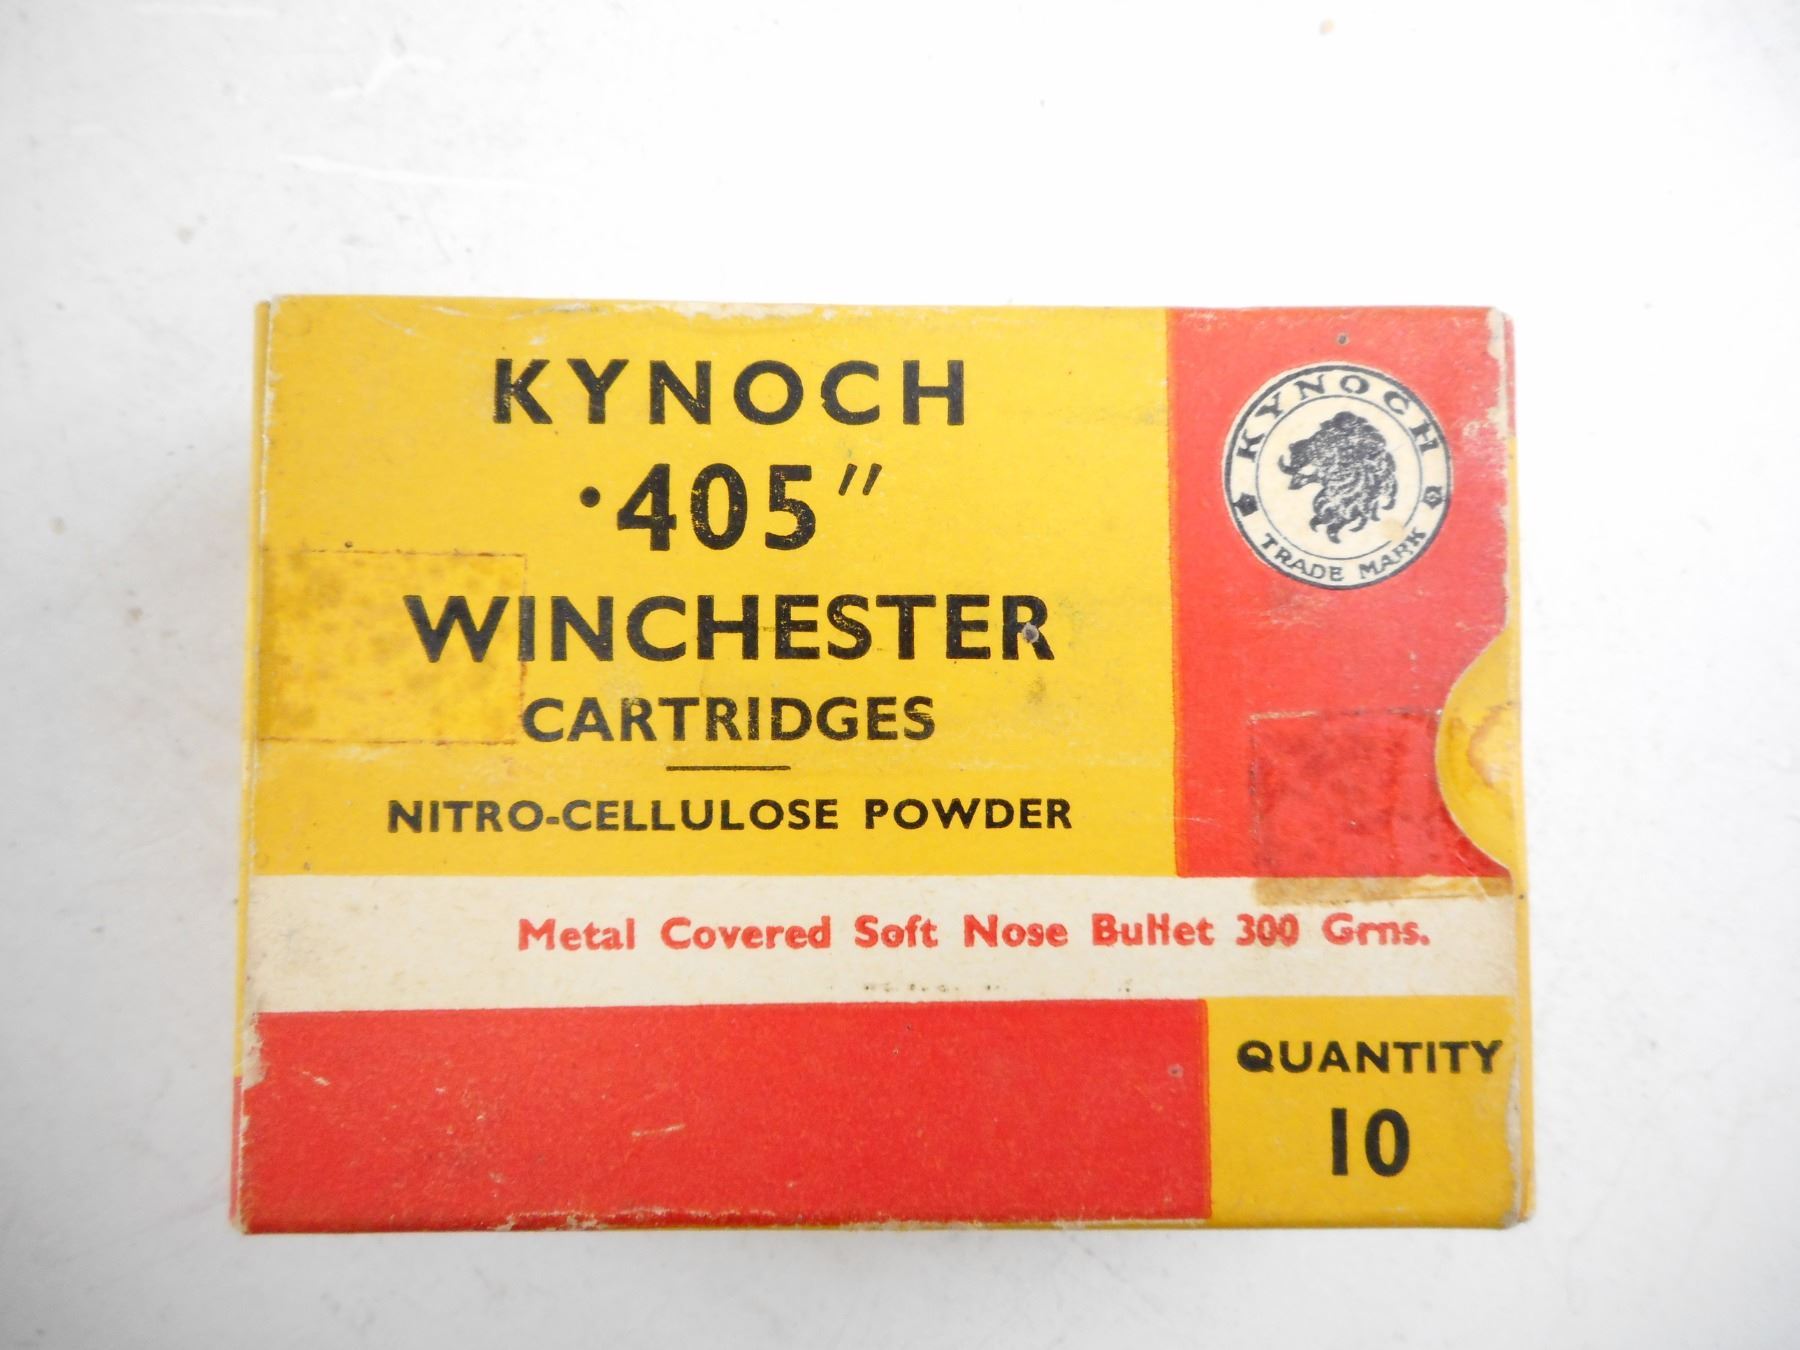 KYNOCH
·405″
WINCHESTER
CARTRIDGES
NITRO-CELLULOSE POWDER
KYNOCH
TRADE MARK
Metal Covered Soft Nose Bullet 300 Grns.
QUANTITY
10